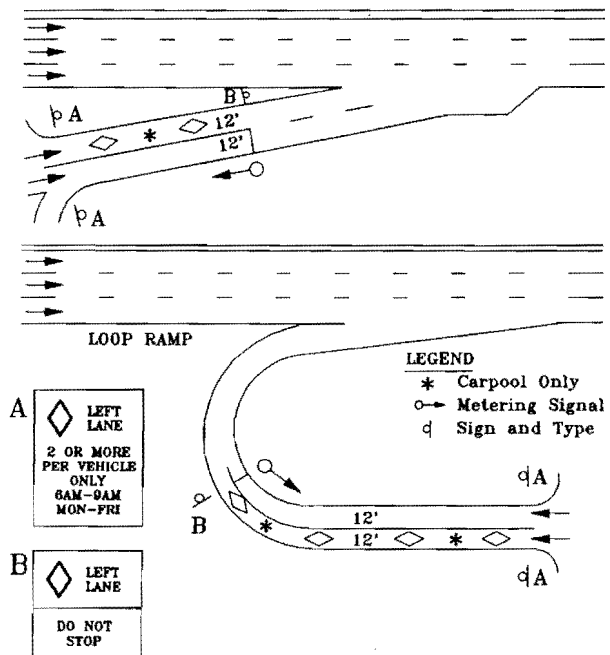 A
B
12'
12'
A
LOOP RAMP
LEGEND
* Carpool Only
Metering Signal
Sign and Type
A
LEFT
LANE
2 OR MORE
PER VEHICLE
ONLY
6AM-9AM
MON-FRI
B
A
12'
12'
*
*
A
B
LEFT
LANE
DO NOT
STOP